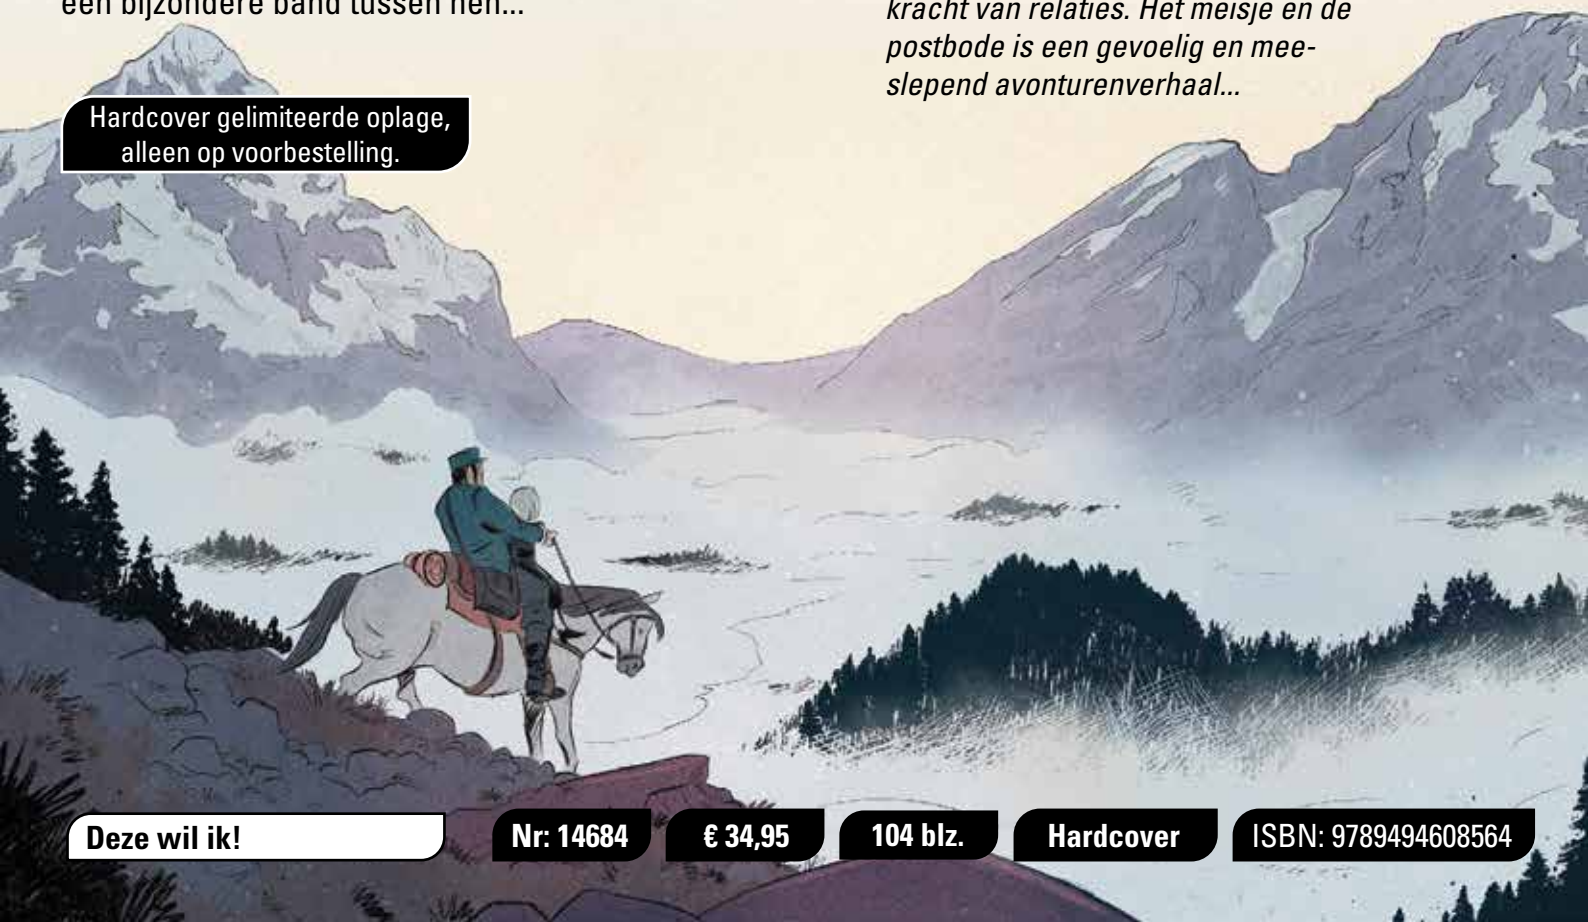 een bijzondere band tussen hen...
kracht van relaties. Het meisje en de
postbode is een gevoelig en mee-
slepend avonturenverhaal...
Hardcover gelimiteerde oplage,
alleen op voorbestelling.
Deze wil ik!
Nr: 14684
€ 34,95
104 blz.
Hardcover
ISBN: 9789494608564